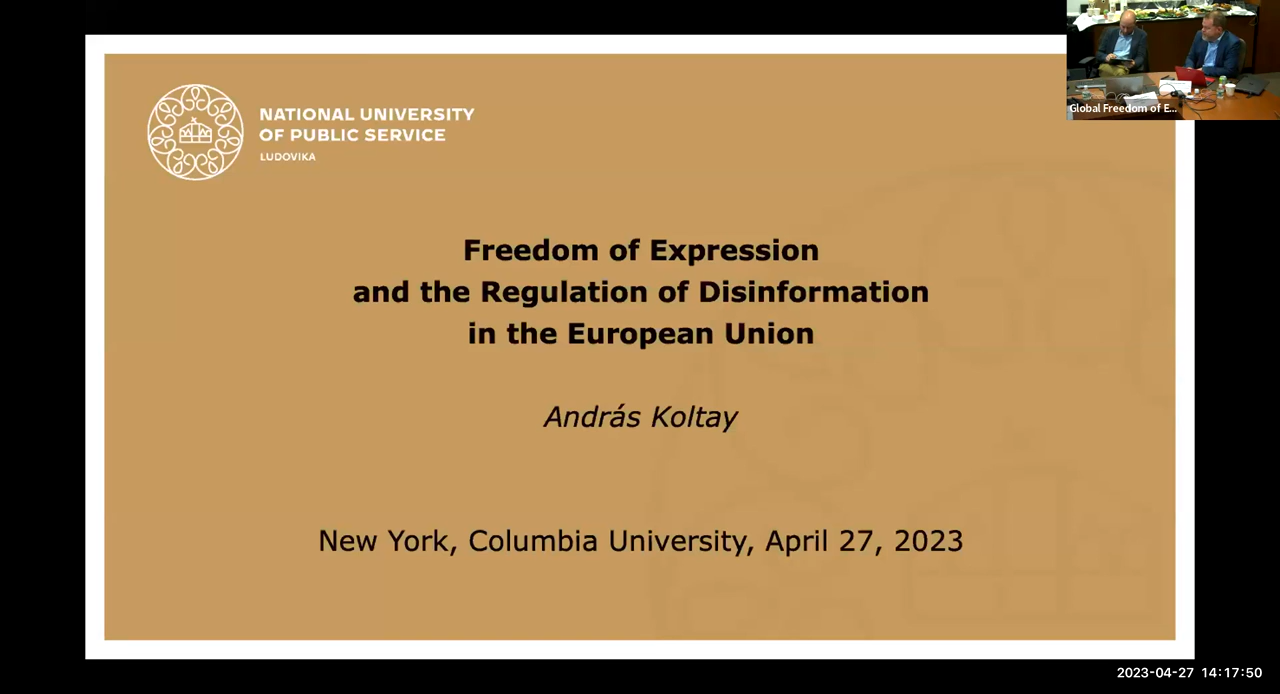 Global Freedom of E...
NATIONAL UNIVERSITY
OF PUBLIC SERVICE
LUDOVIKA
Freedom of Expression
and the Regulation of Disinformation
in the European Union
András Koltay
New York, Columbia University, April 27, 2023
2023-04-27 14:17:50